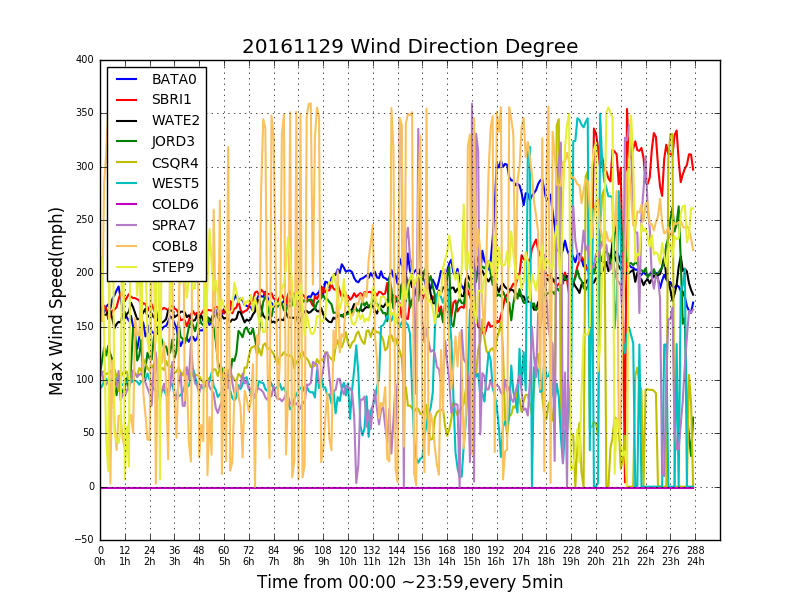 20161129 Wind Direction Degree
Max Wind Speed(mph)
400
350
300
250
200
150
100
50
0
−50
BATA0
SBRI1
WATE2
JORD3
CSQR4
WEST5
COLD6
SPRA7
COBL8
STEP9
0 12 24 36 48 60 72 84 96 108 120 132 144 156 168 180 192 204 216 228 240 252 264 276 288
0h 1h 2h 3h 4h 5h 6h 7h 8h 9h 10h 11h 12h 13h 14h 15h 16h 17h 18h 19h 20h 21h 22h 23h 24h
Time from 00:00 ~23:59,every 5min